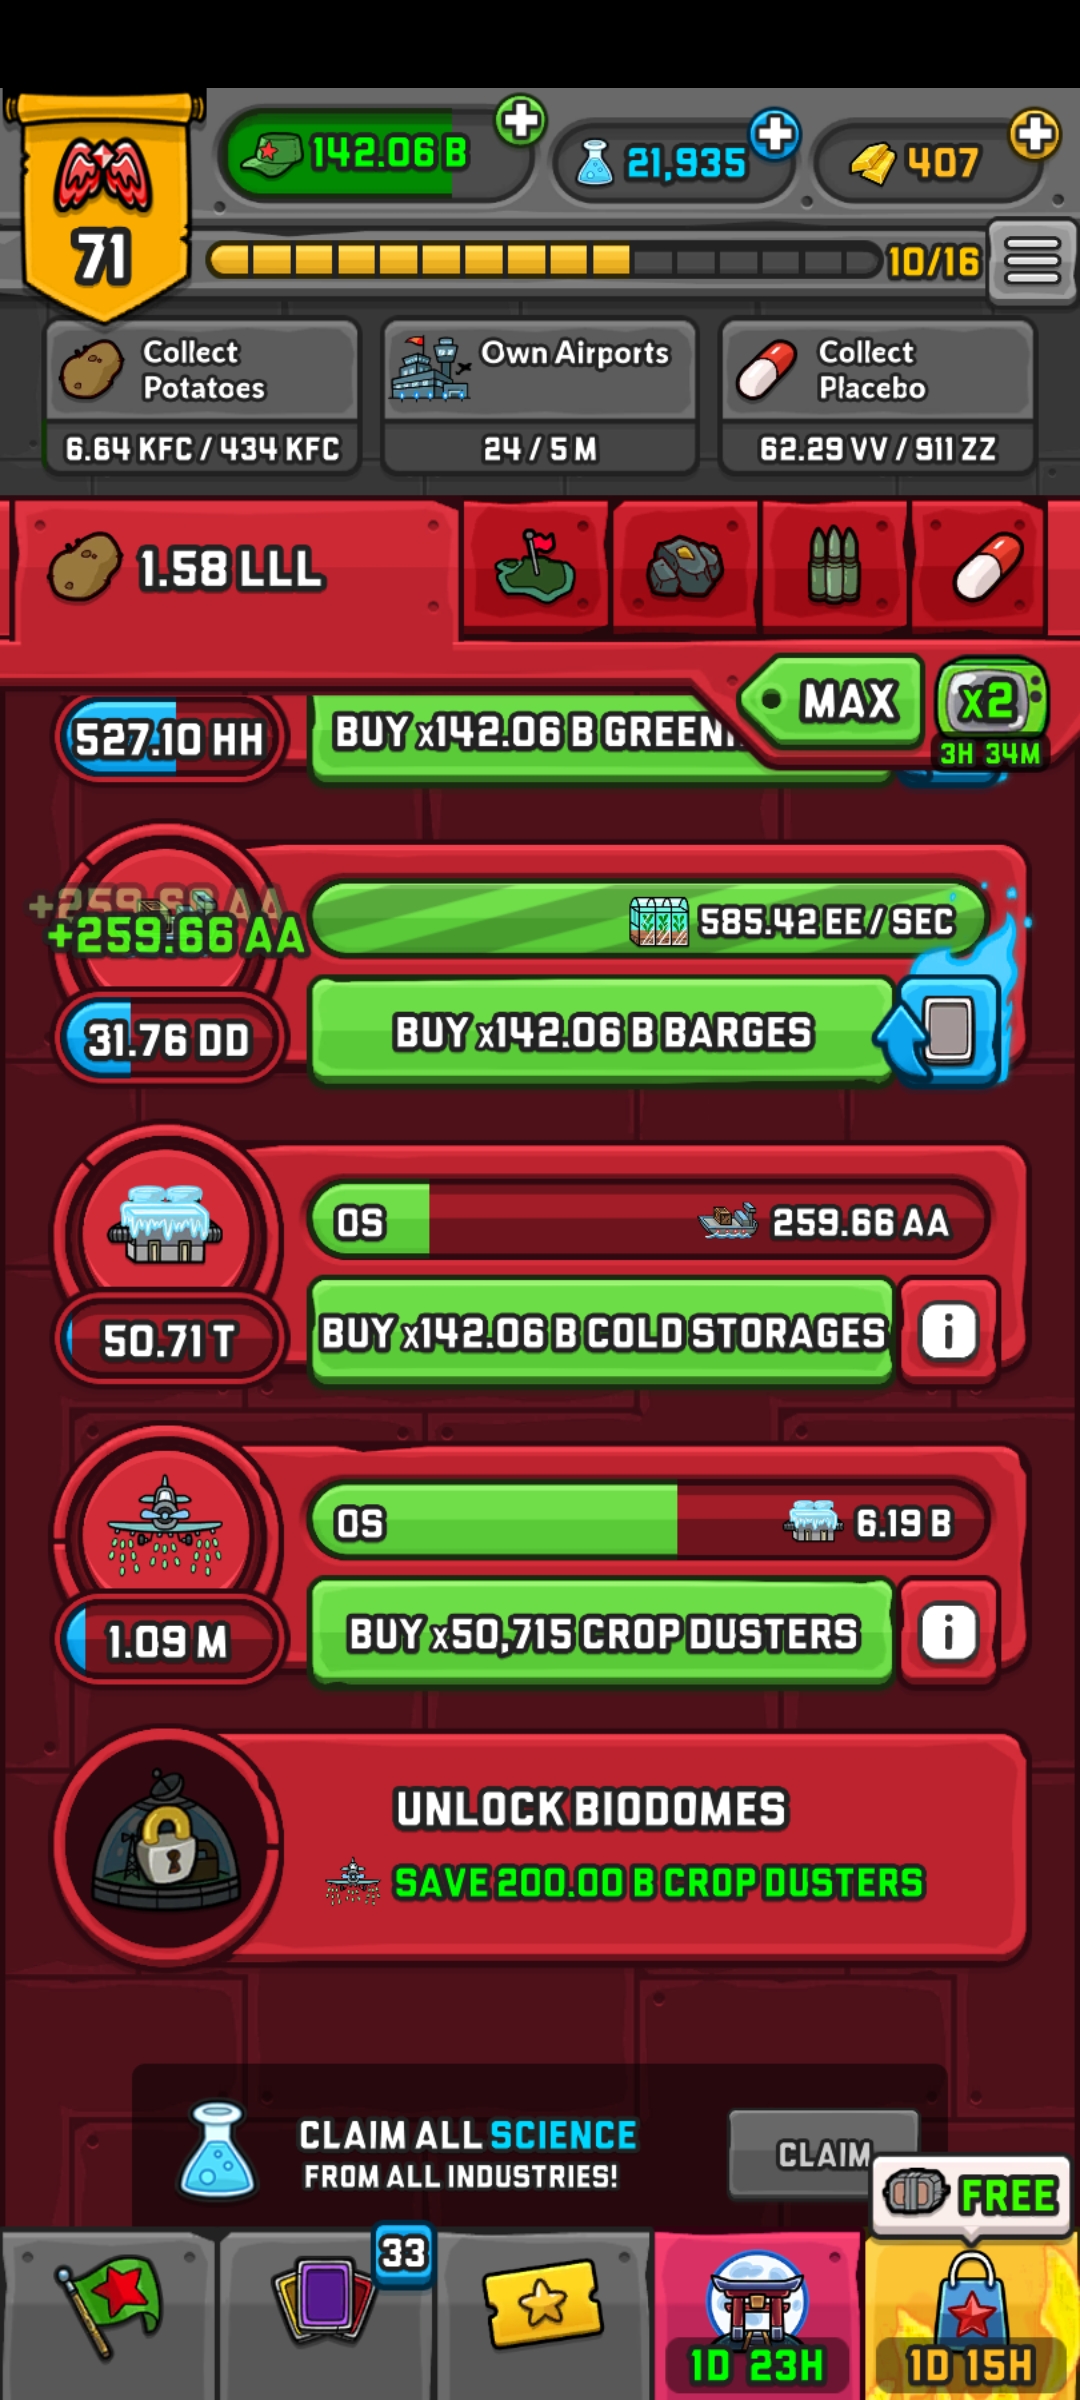 142.06 B
21,935
407
71
10/16
Collect
Potatoes
6.64 KFC / 434 KFC
Own Airports
24 / 5 M
Collect
Placebo
62.29 VV / 911 ZZ
1.58 LLL
MAX
x2
3H 34M
527.10 HH
BUY x142.06 B GREEN
+259.66 AA
+259.66 AA
585.42 EE / SEC
31.76 DD
BUY x142.06 B BARGES
0S
259.66 AA
50.71 T
BUY x142.06 B COLD STORAGES
i
0S
6.19 B
1.09 M
BUY x50,715 CROP DUSTERS
i
UNLOCK BIODOMES
SAVE 200.00 B CROP DUSTERS
CLAIM ALL SCIENCE
FROM ALL INDUSTRIES!
CLAIM
FREE
33
1D 23H
1D 15H